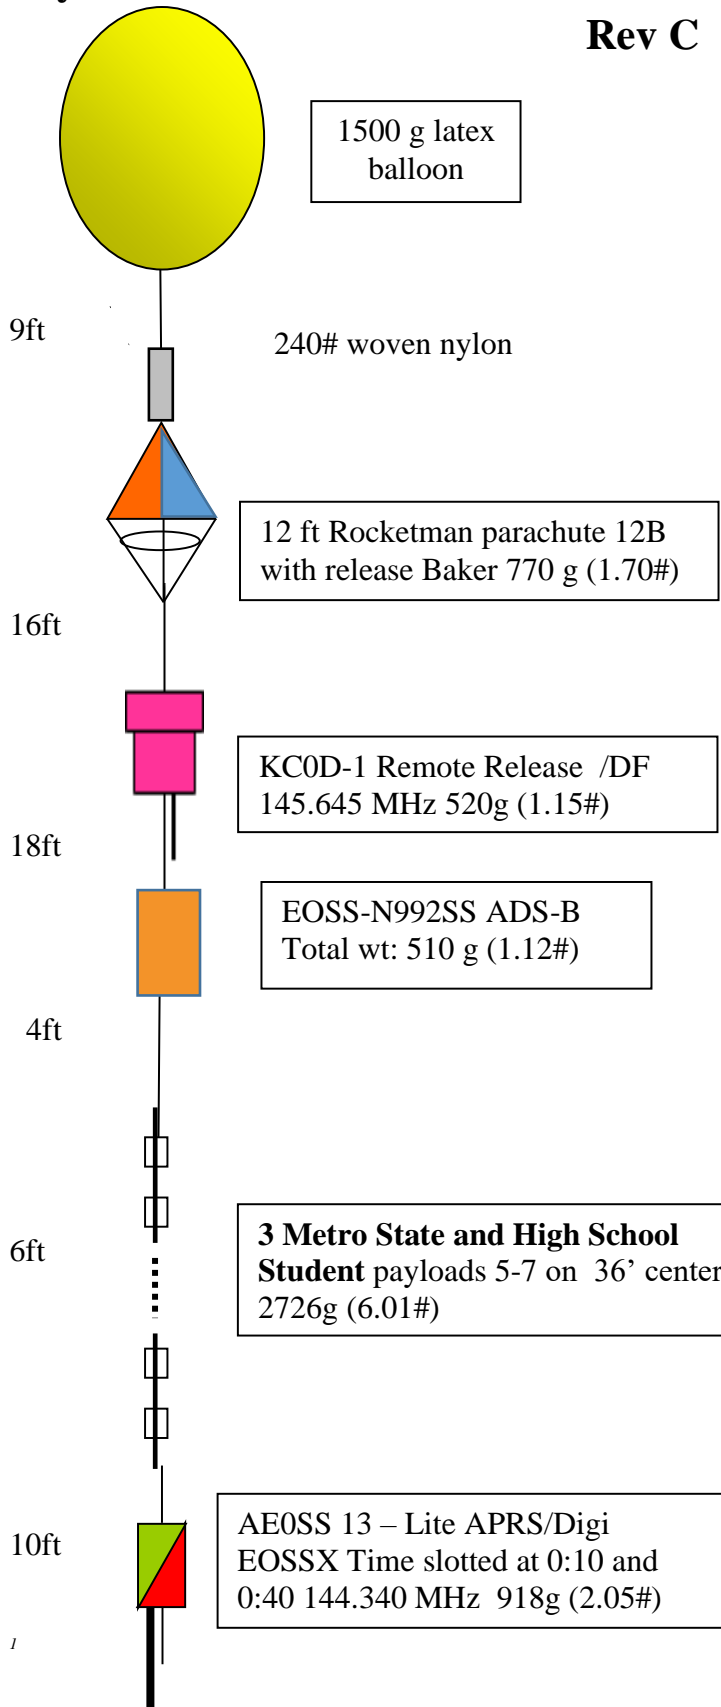 Rev C
1500 g latex
balloon
9ft
240# woven nylon
12 ft Rocketman parachute 12B
with release Baker 770 g (1.70#)
16ft
KC0D-1 Remote Release /DF
145.645 MHz 520g (1.15#)
18ft
EOSS-N992SS ADS-B
Total wt: 510 g (1.12#)
4ft
6ft
3 Metro State and High School
Student payloads 5-7 on 36’ center
2726g (6.01#)
10ft
AE0SS 13 – Lite APRS/Digi
EOSSX Time slotted at 0:10 and
0:40 144.340 MHz 918g (2.05#)
1